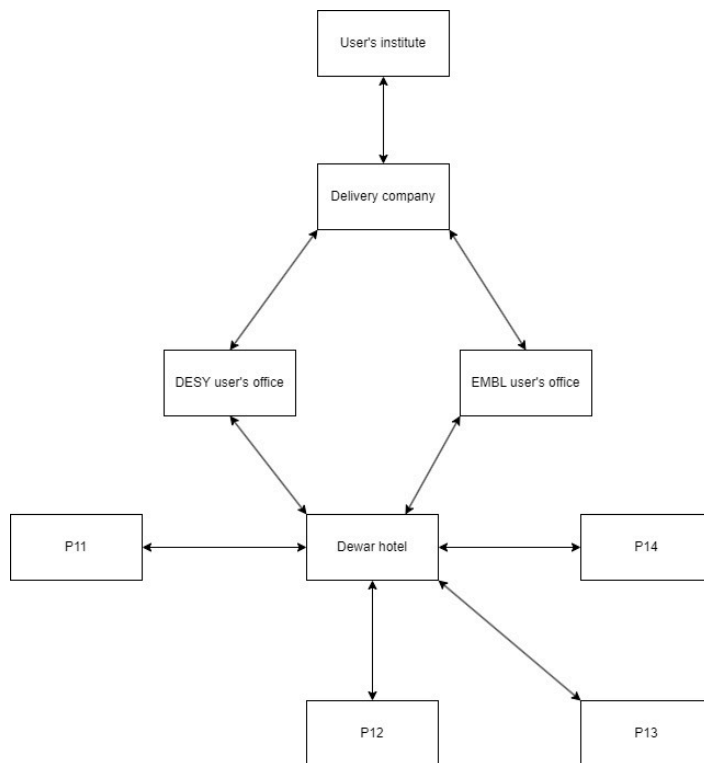 User's institute
Delivery company
DESY user's office
EMBL user's office
P11
Dewar hotel
P14
P12
P13